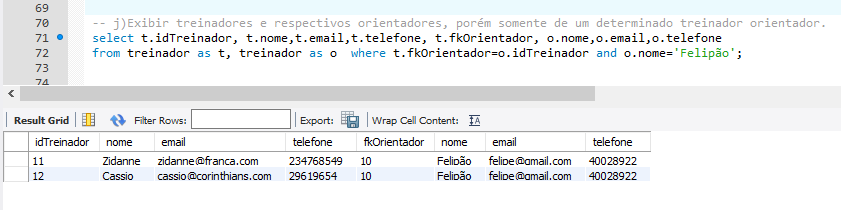 69
70 -- j)Exibir treinadores e respectivos orientadores, porém somente de um determinado treinador orientador.
71 select t.idTreinador, t.nome,t.email,t.telefone, t.fkOrientador, o.nome,o.email,o.telefone
72 from treinador as t, treinador as o  where t.fkOrientador=o.idTreinador and o.nome='Felipão';
73
74
Result Grid Filter Rows: Export: Wrap Cell Content: IA
idTreinador nome email telefone fkOrientador nome email telefone
11 Zidanne zidanne@franca.com 234768549 10 Felipão felipe@gmail.com 40028922
12 Cassio cassio@corinthians.com 29619654 10 Felipão felipe@gmail.com 40028922